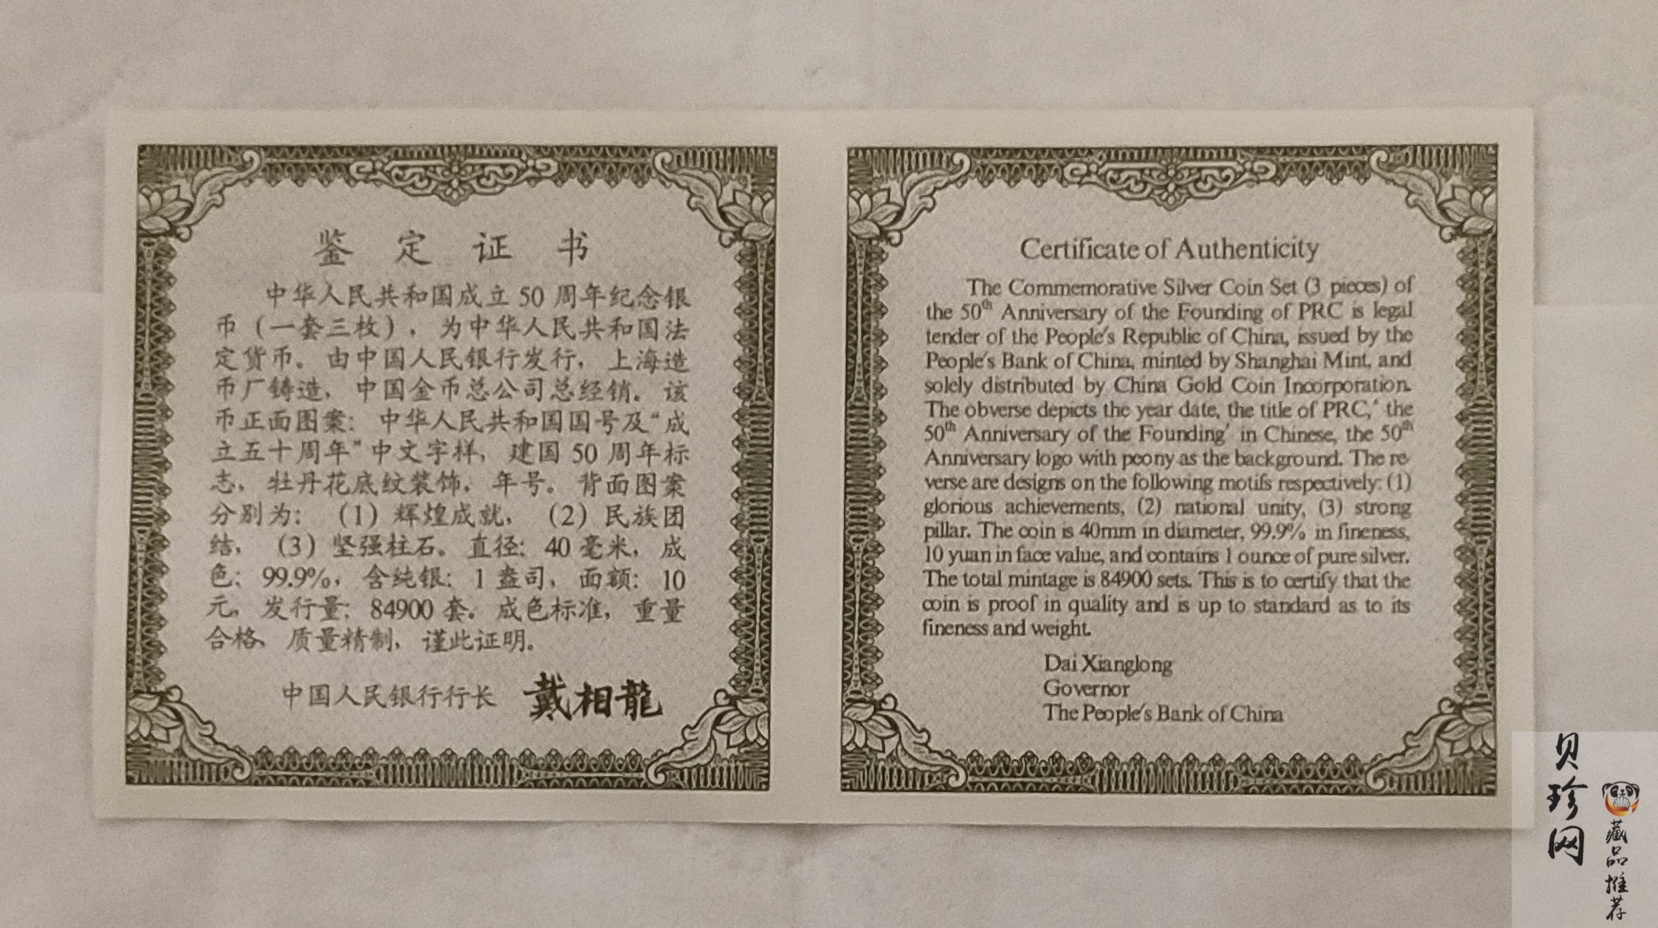 鉴定证书
中华人民共和国成立50周年纪念银
币（一套三枚），为中华人民共和国法
定货币。由中国人民银行发行，上海造
币厂铸造，中国金币总公司总经销。该
币正面图案：中华人民共和国国号及“成
立五十周年”中文字样，建国50周年标
志，牡丹花底纹装饰，年号。背面图案
分别为：（1）辉煌成就，（2）民族团
结，（3）坚强柱石。直径：40毫米，成
色：99.9%，含纯银：1盎司，面额：10
元，发行量：84900套。成色标准，重量
合格、质量精制，谨此证明。
中国人民银行行长 戴相龍
Certificate of Authenticity
The Commemorative Silver Coin Set (3 pieces) of
the 50th Anniversary of the Founding of PRC is legal
tender of the People's Republic of China, issued by the
People's Bank of China, minted by Shanghai Mint, and
solely distributed by China Gold Coin Incorporation.
The obverse depicts the year date, the title of PRC,' the
50th Anniversary of the Founding' in Chinese, the 50th
Anniversary logo with peony as the background. The re-
verse are designs on the following motifs respectively: (1)
glorious achievements, (2) national unity, (3) strong
pillar. The coin is 40mm in diameter, 99.9% in fineness,
10 yuan in face value, and contains 1 ounce of pure silver.
The total mintage is 84900 sets. This is to certify that the
coin is proof in quality and is up to standard as to its
fineness and weight.
Dai Xianglong
Governor
The People's Bank of China
贝珍网
藏品推荐